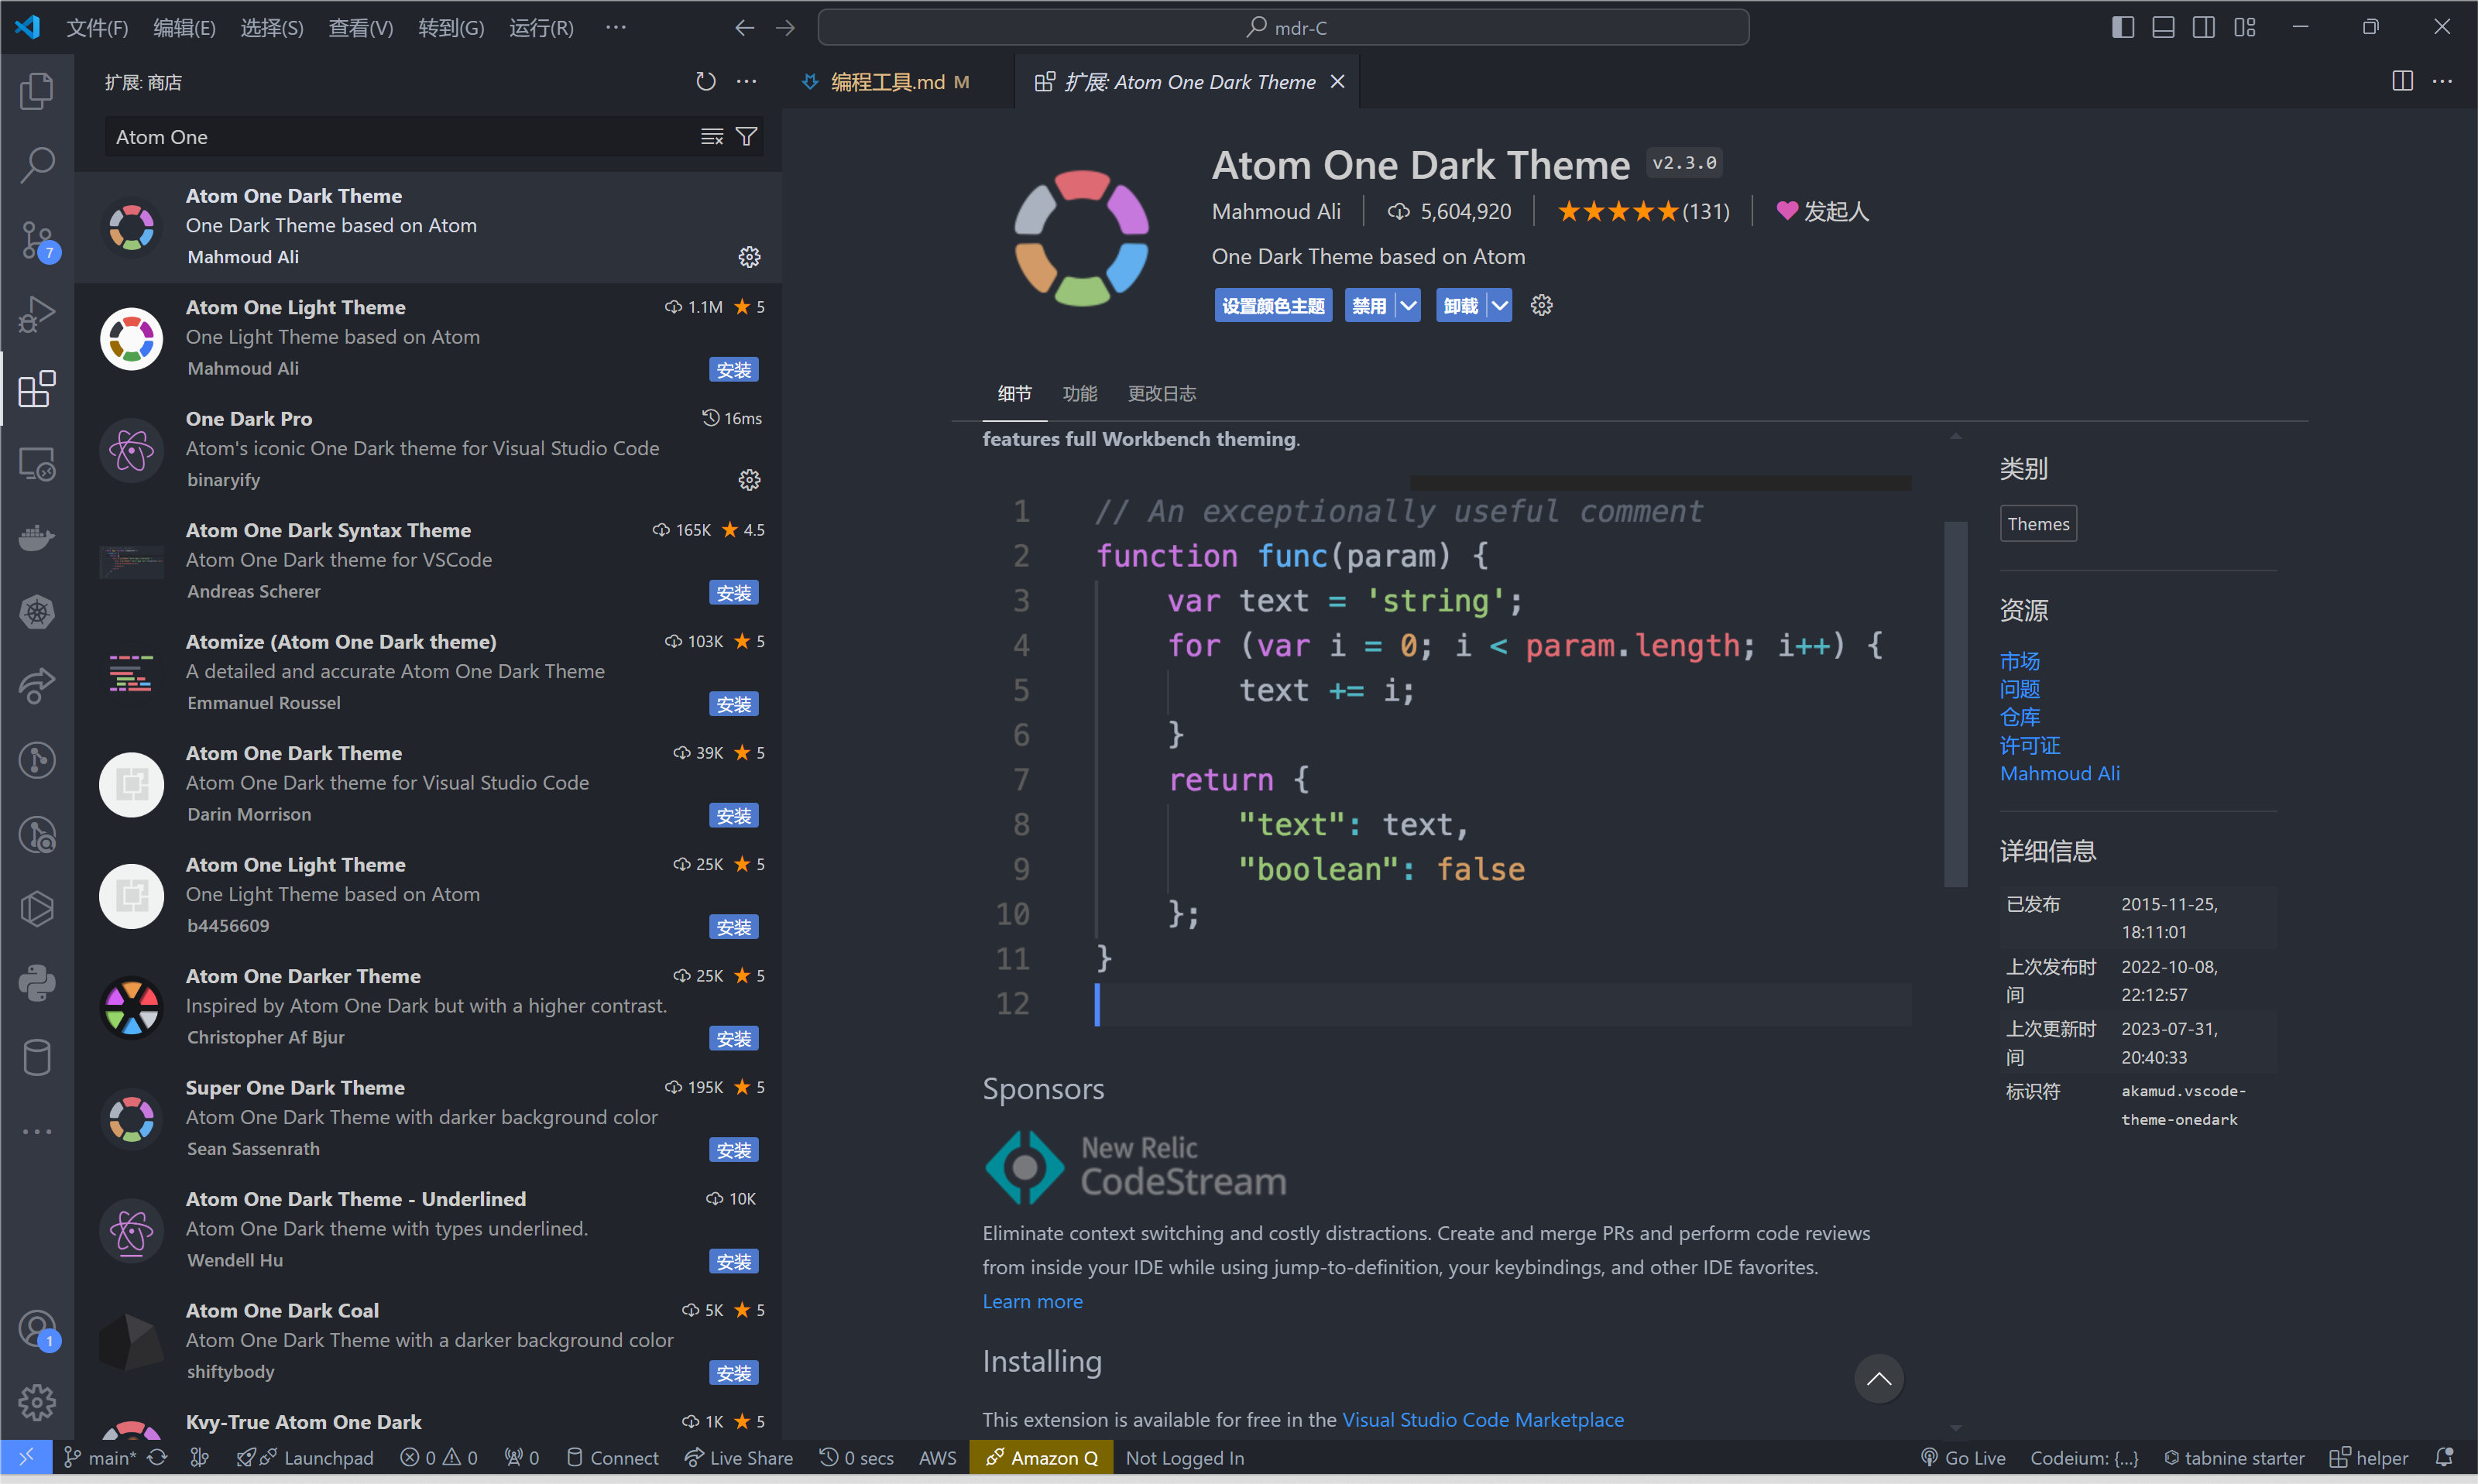 文件(F) 编辑(E) 选择(S) 查看(V) 转到(G) 运行(R) ··· mdr-C
扩展: 商店
编程工具.md M
扩展: Atom One Dark Theme
Atom One
Atom One Dark Theme
One Dark Theme based on Atom
Mahmoud Ali
Atom One Light Theme 1.1M 5
One Light Theme based on Atom
Mahmoud Ali 安装
One Dark Pro 16ms
Atom's iconic One Dark theme for Visual Studio Code
binaryify
Atom One Dark Syntax Theme 165K 4.5
Atom One Dark theme for VSCode
Andreas Scherer 安装
Atomize (Atom One Dark theme) 103K 5
A detailed and accurate Atom One Dark Theme
Emmanuel Roussel 安装
Atom One Dark Theme 39K 5
Atom One Dark theme for Visual Studio Code
Darin Morrison 安装
Atom One Light Theme 25K 5
One Light Theme based on Atom
b4456609 安装
Atom One Darker Theme 25K 5
Inspired by Atom One Dark but with a higher contrast.
Christopher Af Bjur 安装
Super One Dark Theme 195K 5
Atom One Dark Theme with darker background color
Sean Sassenrath 安装
Atom One Dark Theme - Underlined 10K
Atom One Dark theme with types underlined.
Wendell Hu 安装
Atom One Dark Coal 5K 5
Atom One Dark Theme with a darker background color
shiftybody 安装
Kvy-True Atom One Dark 1K 5
7
1
Atom One Dark Theme v2.3.0
Mahmoud Ali 5,604,920 ★★★★★(131) 发起人
One Dark Theme based on Atom
设置颜色主题 禁用 卸载
细节 功能 更改日志
features full Workbench theming.
1 // An exceptionally useful comment
2 function func(param) {
3 var text = 'string';
4 for (var i = 0; i < param.length; i++) {
5 text += i;
6 }
7 return {
8 "text": text,
9 "boolean": false
10 };
11 }
12
Sponsors
New Relic
CodeStream
Eliminate context switching and costly distractions. Create and merge PRs and perform code reviews
from inside your IDE while using jump-to-definition, your keybindings, and other IDE favorites.
Learn more
Installing
This extension is available for free in the Visual Studio Code Marketplace
类别
Themes
资源
市场
问题
仓库
许可证
Mahmoud Ali
详细信息
已发布 2015-11-25,
18:11:01
上次发布时 2022-10-08,
间 22:12:57
上次更新时 2023-07-31,
间 20:40:33
标识符 akamud.vscode-
theme-onedark
main* Launchpad 0 0 0 Connect Live Share 0 secs AWS Amazon Q Not Logged In Go Live Codeium: {...} tabnine starter helper